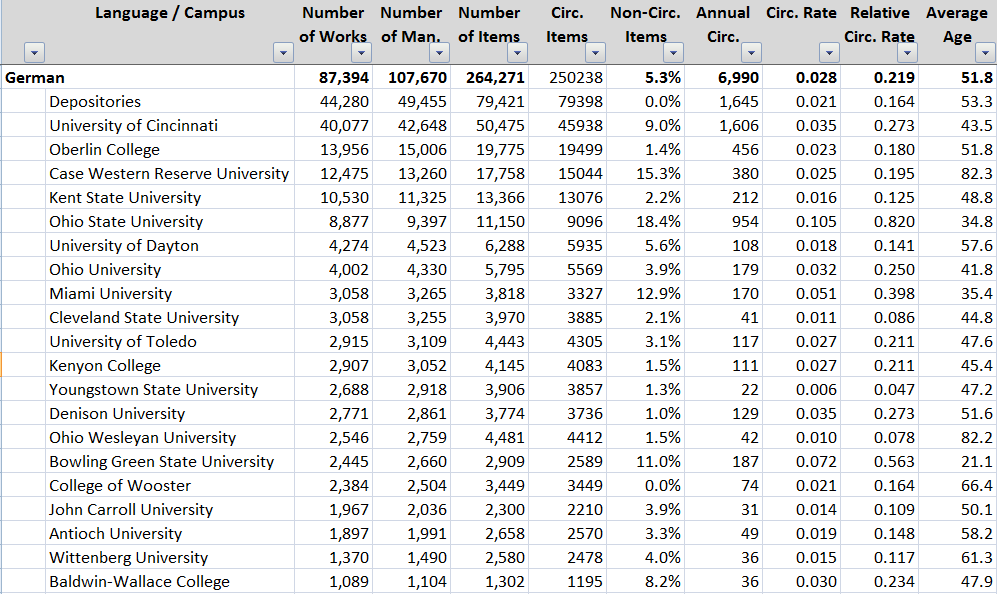 Language / Campus Number of Works Number of Man. Number of Items Circ. Items Non-Circ. Items Annual Circ. Circ. Rate Relative Circ. Rate Average Age
German 87,394 107,670 264,271 250238 5.3% 6,990 0.028 0.219 51.8
Depositories 44,280 49,455 79,421 79398 0.0% 1,645 0.021 0.164 53.3
University of Cincinnati 40,077 42,648 50,475 45938 9.0% 1,606 0.035 0.273 43.5
Oberlin College 13,956 15,006 19,775 19499 1.4% 456 0.023 0.180 51.8
Case Western Reserve University 12,475 13,260 17,758 15044 15.3% 380 0.025 0.195 82.3
Kent State University 10,530 11,325 13,366 13076 2.2% 212 0.016 0.125 48.8
Ohio State University 8,877 9,397 11,150 9096 18.4% 954 0.105 0.820 34.8
University of Dayton 4,274 4,523 6,288 5935 5.6% 108 0.018 0.141 57.6
Ohio University 4,002 4,330 5,795 5569 3.9% 179 0.032 0.250 41.8
Miami University 3,058 3,265 3,818 3327 12.9% 170 0.051 0.398 35.4
Cleveland State University 3,058 3,255 3,970 3885 2.1% 41 0.011 0.086 44.8
University of Toledo 2,915 3,109 4,443 4305 3.1% 117 0.027 0.211 47.6
Kenyon College 2,907 3,052 4,145 4083 1.5% 111 0.027 0.211 45.4
Youngstown State University 2,688 2,918 3,906 3857 1.3% 22 0.006 0.047 47.2
Denison University 2,771 2,861 3,774 3736 1.0% 129 0.035 0.273 51.6
Ohio Wesleyan University 2,546 2,759 4,481 4412 1.5% 42 0.010 0.078 82.2
Bowling Green State University 2,445 2,660 2,909 2589 11.0% 187 0.072 0.563 21.1
College of Wooster 2,384 2,504 3,449 3449 0.0% 74 0.021 0.164 66.4
John Carroll University 1,967 2,036 2,300 2210 3.9% 31 0.014 0.109 50.1
Antioch University 1,897 1,991 2,658 2570 3.3% 49 0.019 0.148 58.2
Wittenberg University 1,370 1,490 2,580 2478 4.0% 36 0.015 0.117 61.3
Baldwin-Wallace College 1,089 1,104 1,302 1195 8.2% 36 0.030 0.234 47.9